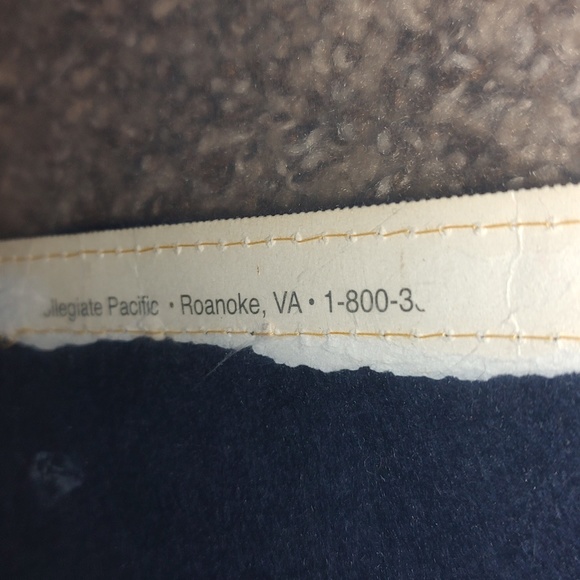 llegiate Pacific • Roanoke, VA • 1-800-3